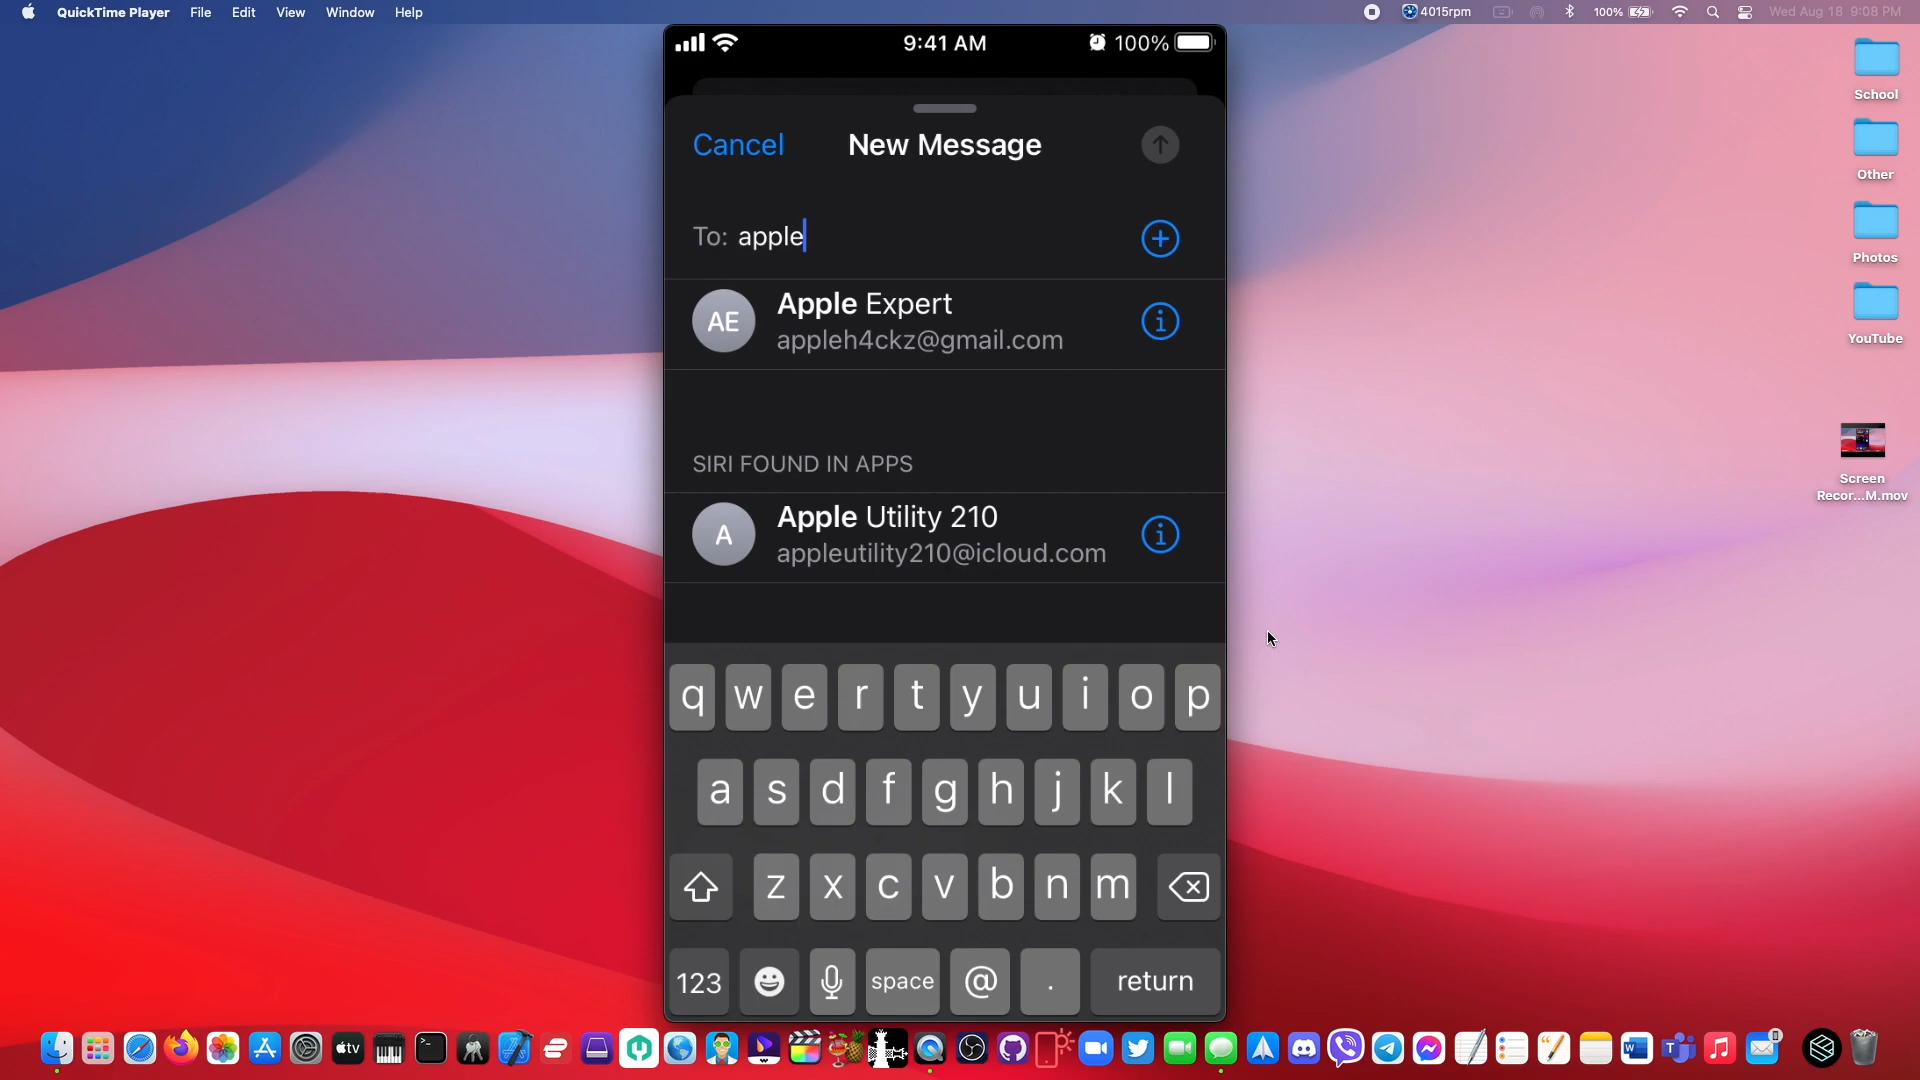 QuickTime Player File Edit View Window Help 4015rpm 100% Wed Aug 18 9:08 PM
9:41 AM 100%
Cancel New Message
To: apple
AE Apple Expert
appleh4ckz@gmail.com
SIRI FOUND IN APPS
A Apple Utility 210
appleutility210@icloud.com
q w e r t y u i o p
a s d f g h j k l
z x c v b n m
123 space @ . return
School
Other
Photos
YouTube
Screen
Recor...M.mov
tv